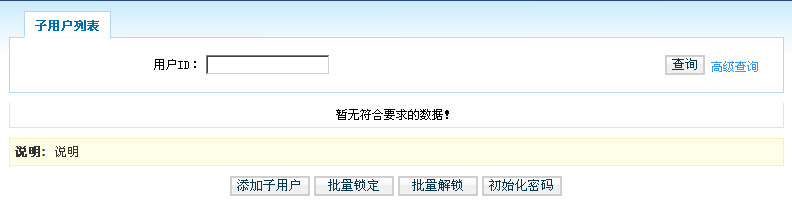 子用户列表
用户ID： 查询 高级查询
暂无符合要求的数据！
说明： 说明
添加子用户 批量锁定 批量解锁 初始化密码